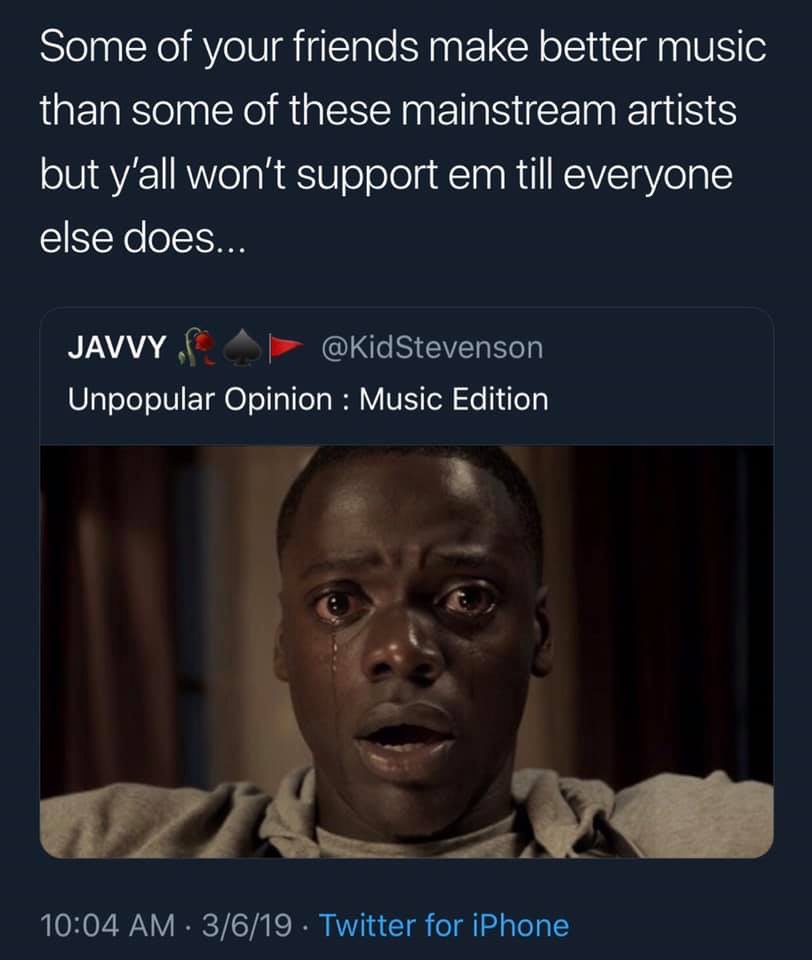 Some of your friends make better music
than some of these mainstream artists
but y’all won’t support em till everyone
else does...
JAVVY 🥀♠️🚩 @KidStevenson
Unpopular Opinion : Music Edition
10:04 AM · 3/6/19 · Twitter for iPhone